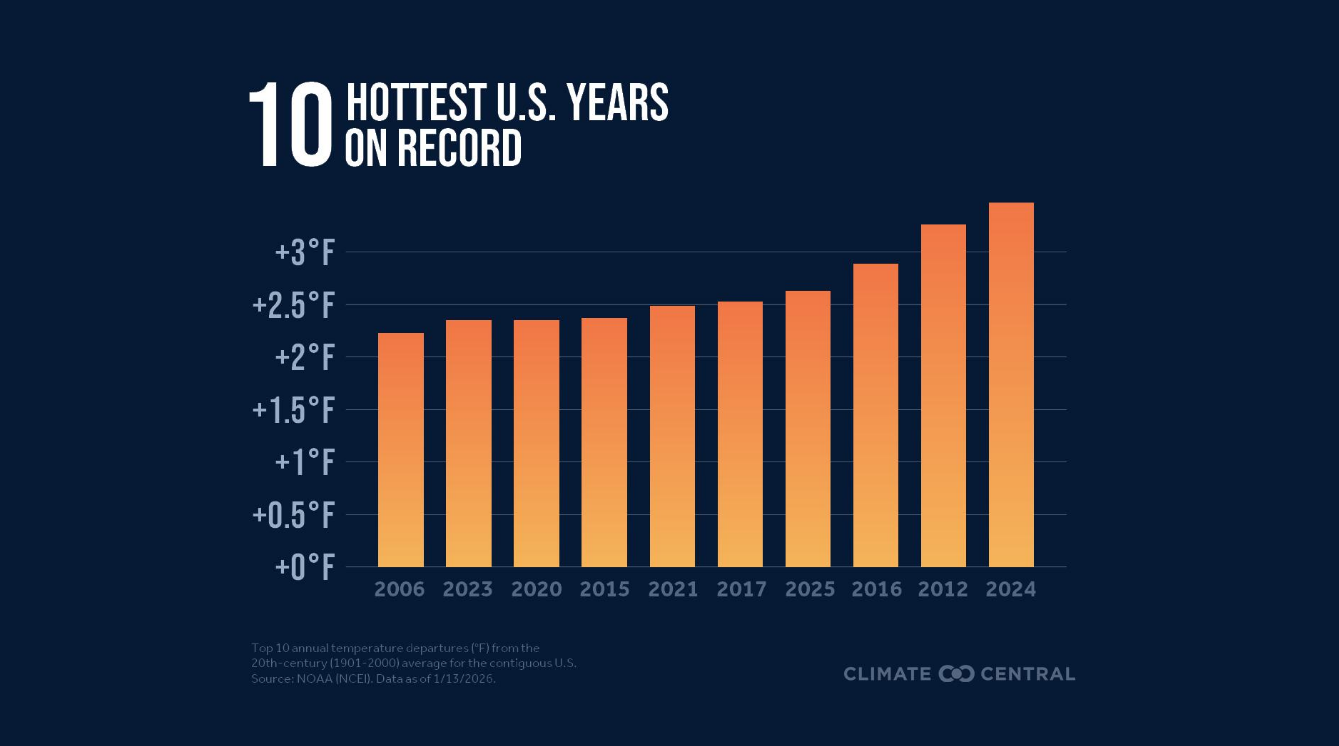 10 HOTTEST U.S. YEARS
ON RECORD
+3°F
+2.5°F
+2°F
+1.5°F
+1°F
+0.5°F
+0°F
2006 2023 2020 2015 2021 2017 2025 2016 2012 2024
Top 10 annual temperature departures (°F) from the
20th-century (1901-2000) average for the contiguous U.S.
Source: NOAA (NCEI). Data as of 1/13/2026.
CLIMATE CENTRAL